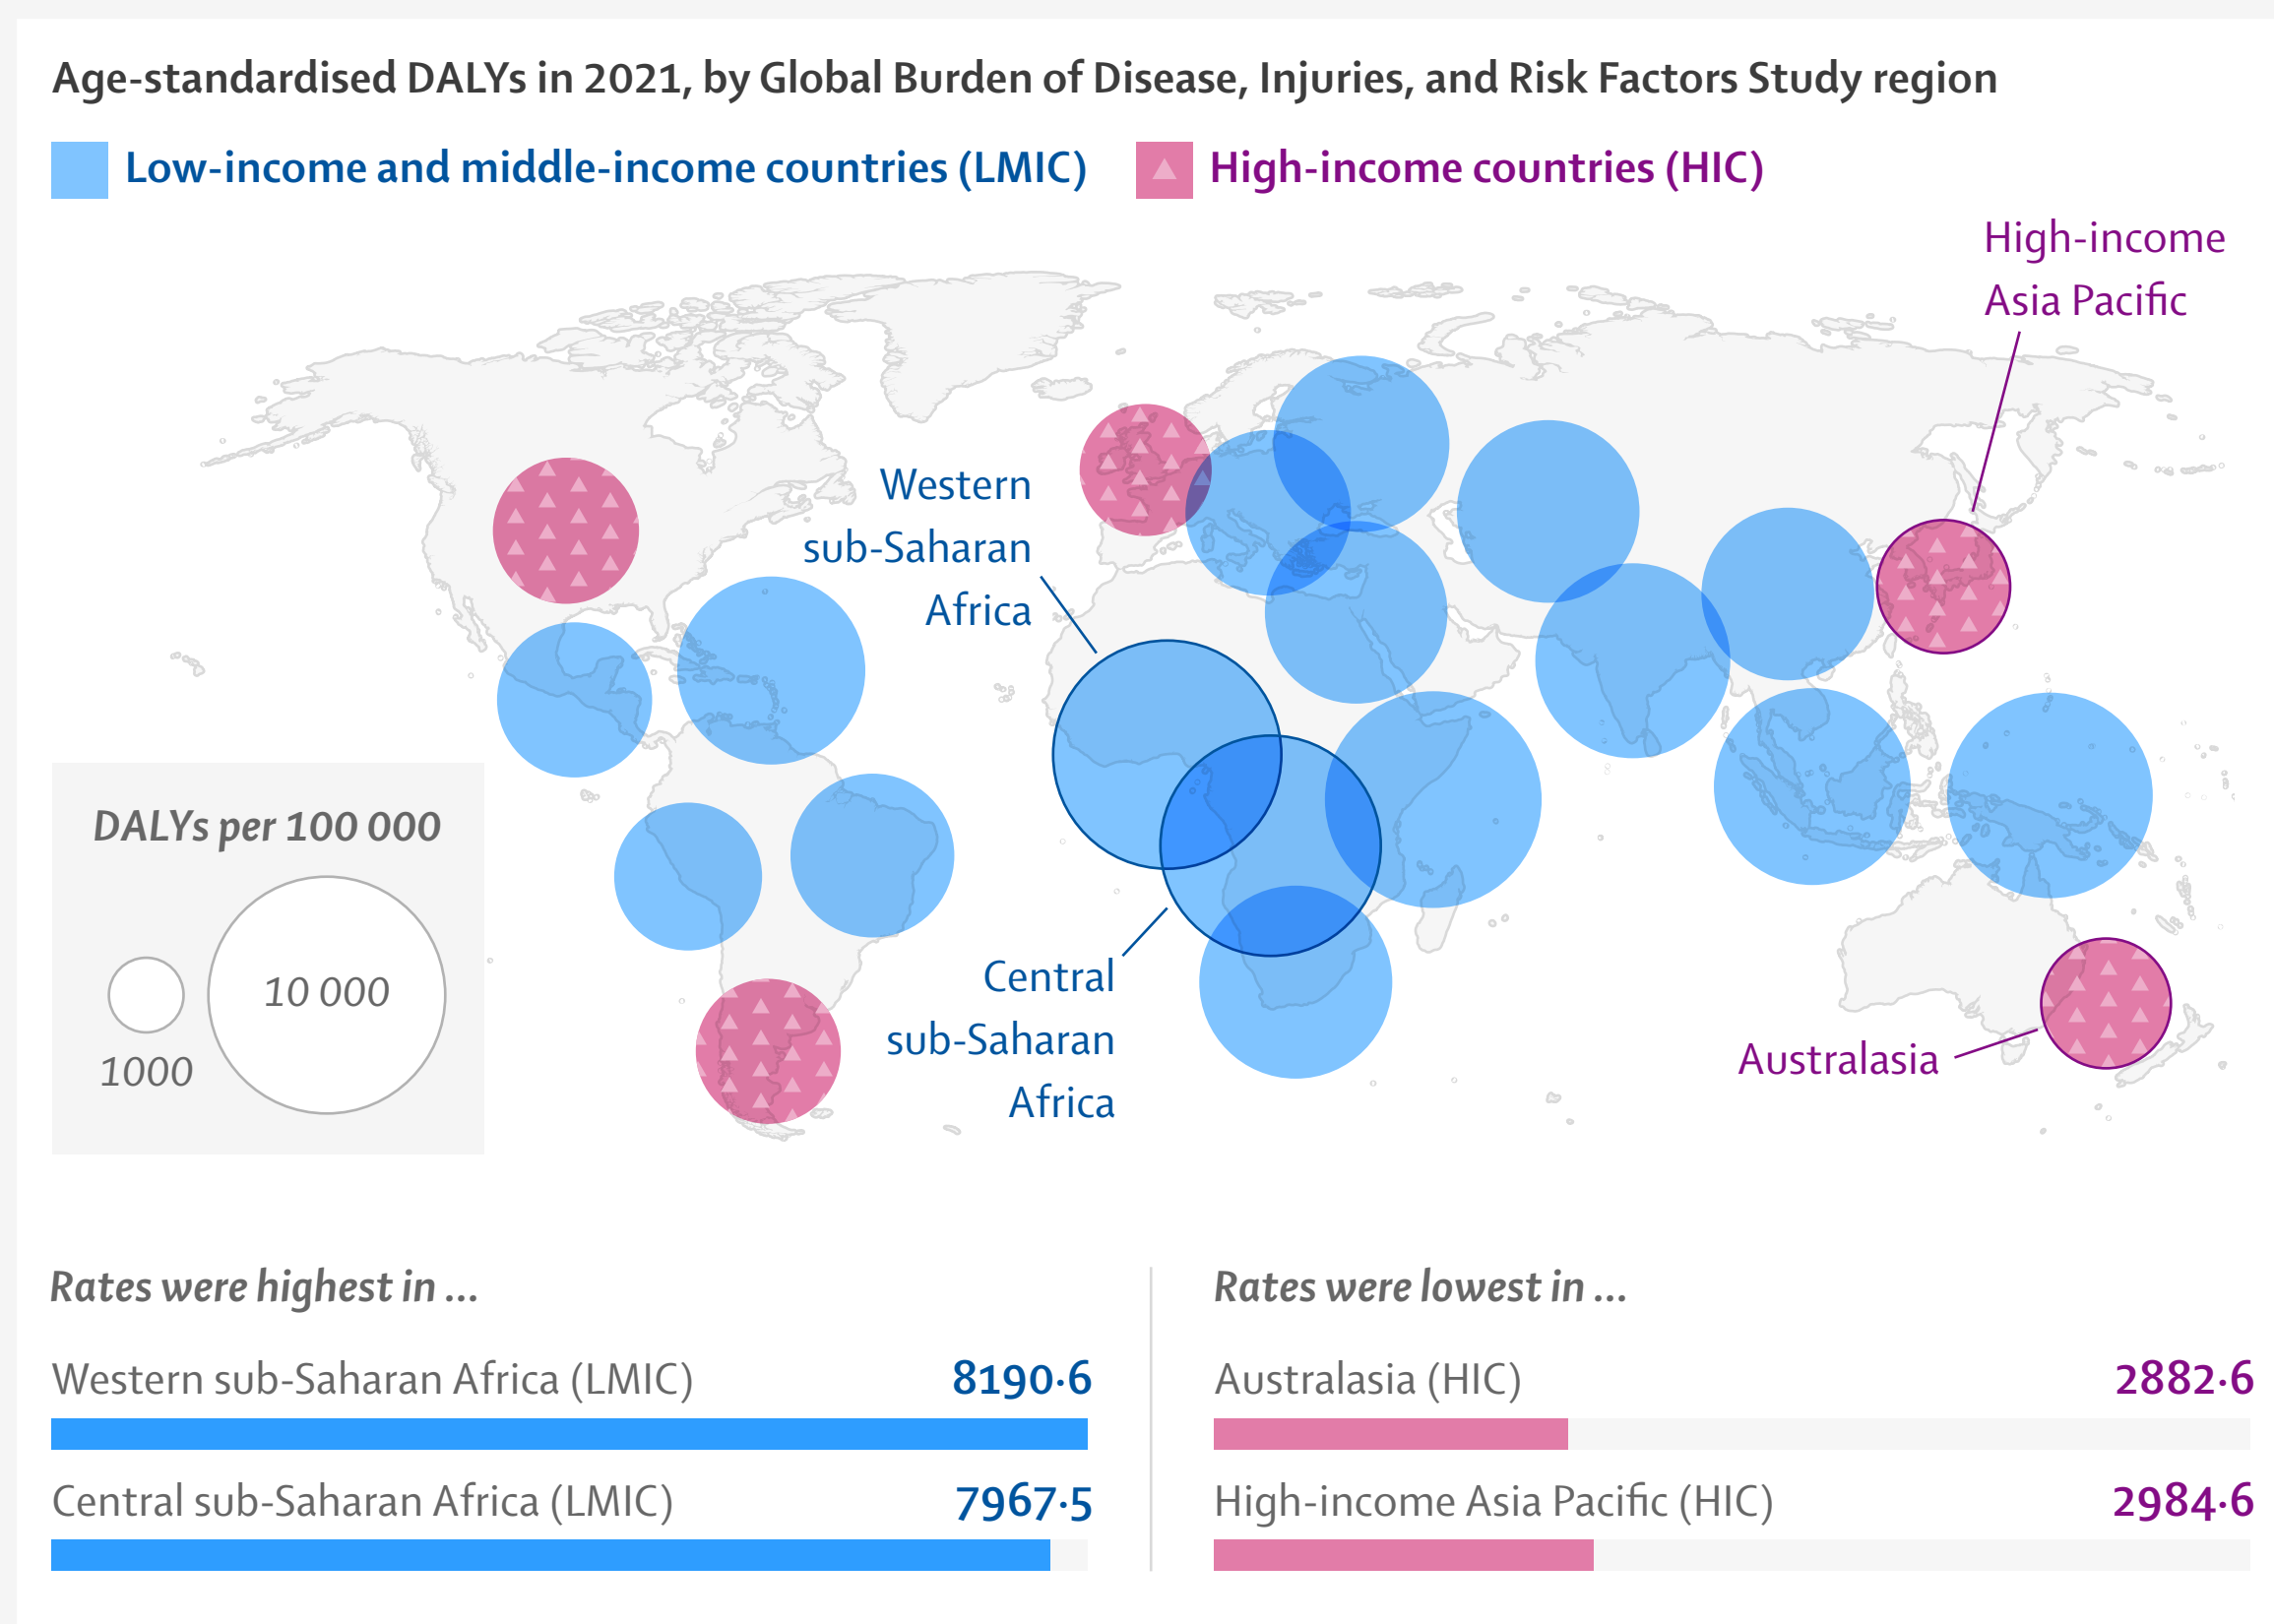 Age-standardised DALYs in 2021, by Global Burden of Disease, Injuries, and Risk Factors Study region
Low-income and middle-income countries (LMIC)
High-income countries (HIC)
High-income
Asia Pacific
Western
sub-Saharan
Africa
DALYs per 100 000
10 000
1000
Central
sub-Saharan
Africa
Australasia
Rates were highest in ...
Western sub-Saharan Africa (LMIC) 8190·6
Central sub-Saharan Africa (LMIC) 7967·5
Rates were lowest in ...
Australasia (HIC) 2882·6
High-income Asia Pacific (HIC) 2984·6